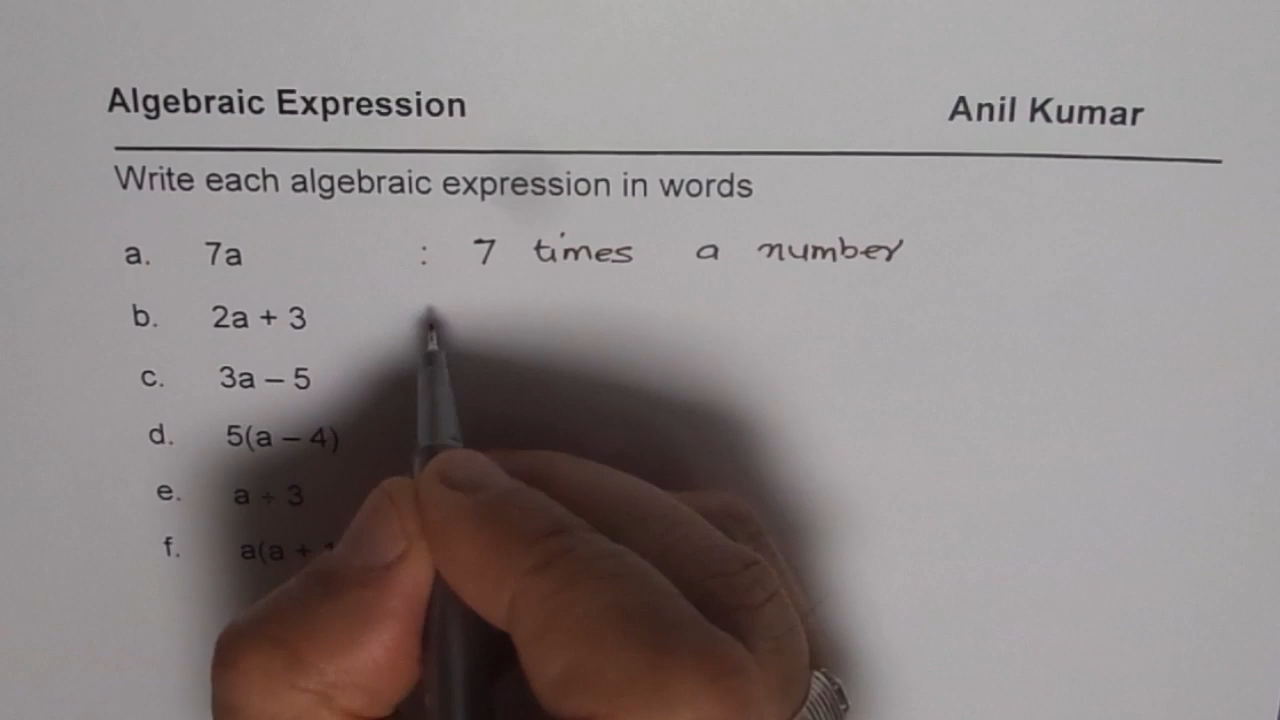 Algebraic Expression Anil Kumar
Write each algebraic expression in words
a. 7a : 7 times a number
b. 2a + 3
c. 3a – 5
d. 5(a – 4)
e. a ÷ 3
f. a(a +